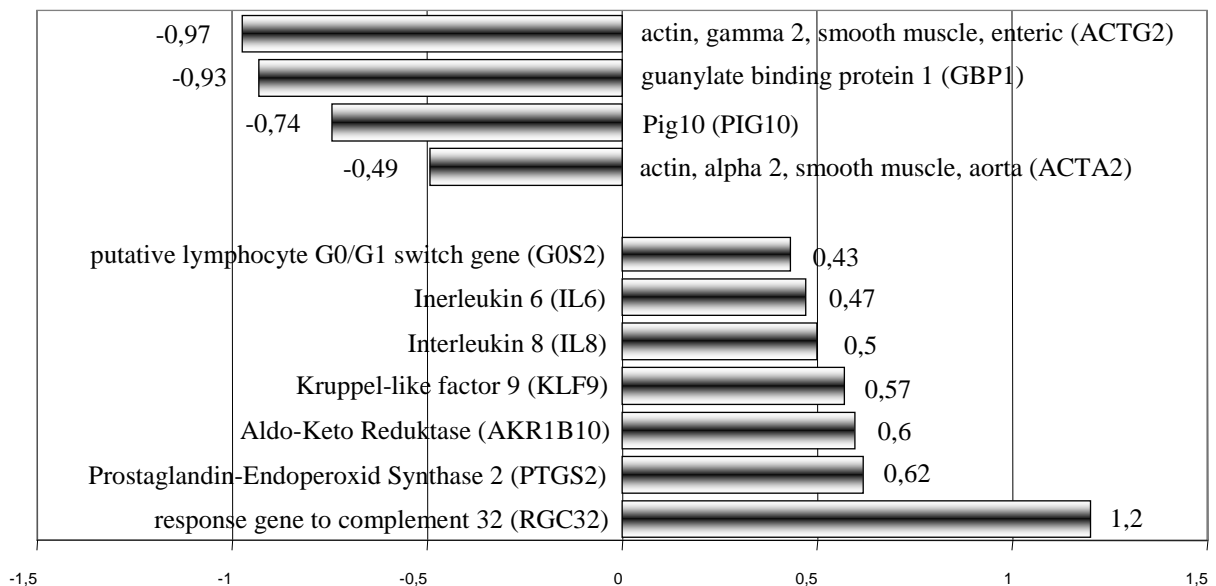 -0,97 actin, gamma 2, smooth muscle, enteric (ACTG2)
-0,93 guanylate binding protein 1 (GBP1)
-0,74 Pig10 (PIG10)
-0,49 actin, alpha 2, smooth muscle, aorta (ACTA2)
putative lymphocyte G0/G1 switch gene (G0S2) 0,43
Inerleukin 6 (IL6) 0,47
Interleukin 8 (IL8) 0,5
Kruppel-like factor 9 (KLF9) 0,57
Aldo-Keto Reduktase (AKR1B10) 0,6
Prostaglandin-Endoperoxid Synthase 2 (PTGS2) 0,62
response gene to complement 32 (RGC32) 1,2
-1,5 -1 -0,5 0 0,5 1 1,5